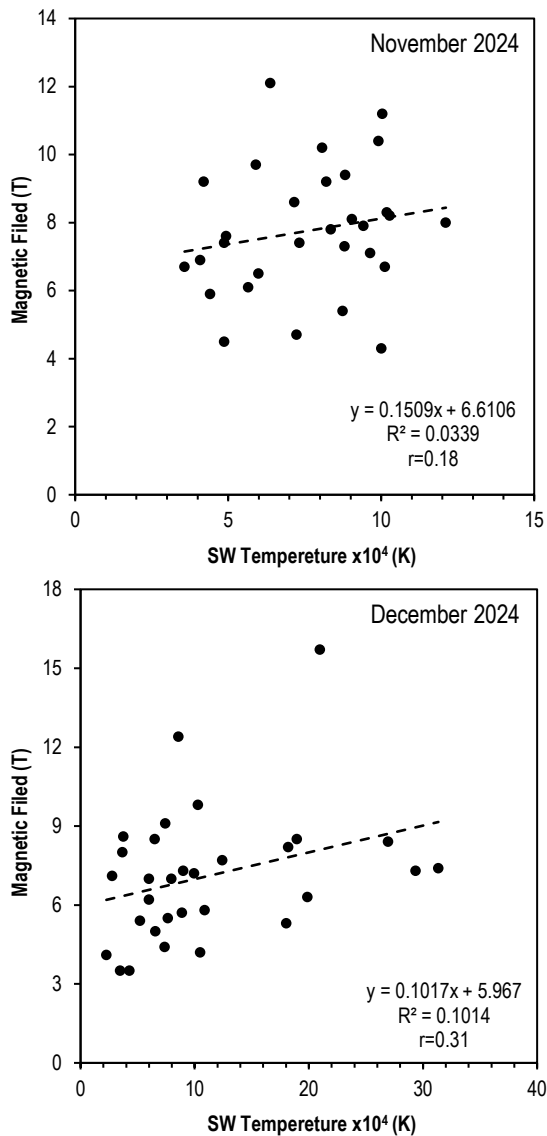 November 2024
14
12
10
8
6
4
2
0
Magnetic Filed (T)
y = 0.1509x + 6.6106
R² = 0.0339
r=0.18
0 5 10 15
SW Tempereture x10⁴ (K)
December 2024
18
15
12
9
6
3
0
Magnetic Filed (T)
y = 0.1017x + 5.967
R² = 0.1014
r=0.31
0 10 20 30 40
SW Tempereture x10⁴ (K)